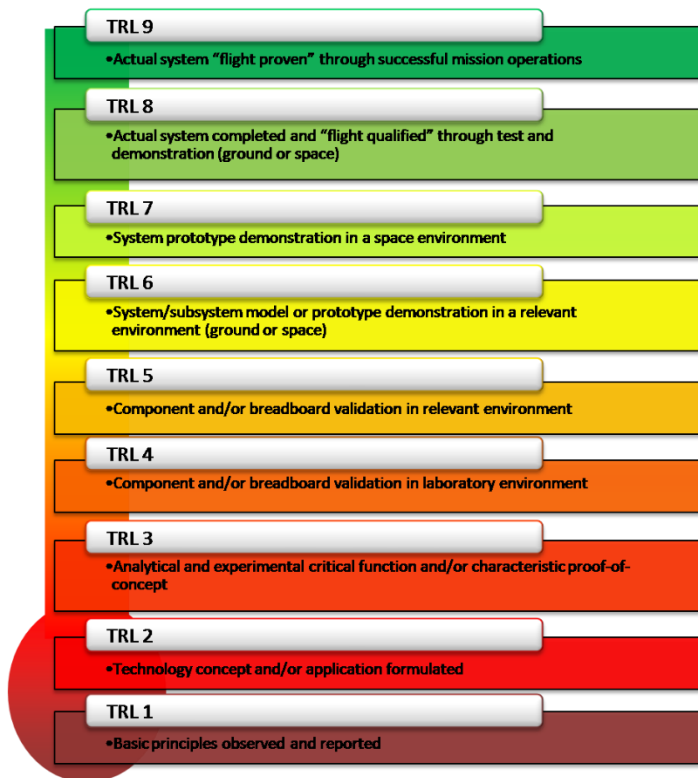 TRL 9
•Actual system “flight proven” through successful mission operations
TRL 8
•Actual system completed and “flight qualified” through test and
demonstration (ground or space)
TRL 7
•System prototype demonstration in a space environment
TRL 6
•System/subsystem model or prototype demonstration in a relevant
environment (ground or space)
TRL 5
•Component and/or breadboard validation in relevant environment
TRL 4
•Component and/or breadboard validation in laboratory environment
TRL 3
•Analytical and experimental critical function and/or characteristic proof-of-
concept
TRL 2
•Technology concept and/or application formulated
TRL 1
•Basic principles observed and reported